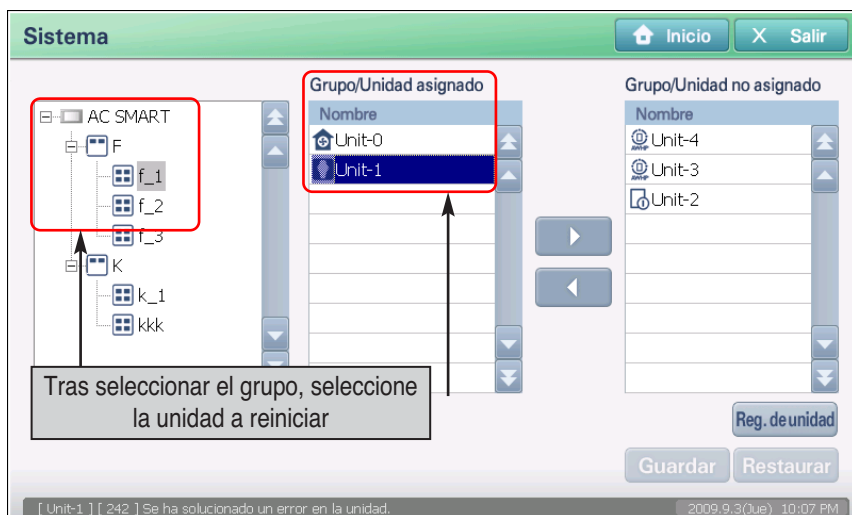 Sistema
Inicio
X Salir
AC SMART
F
f_1
f_2
f_3
K
k_1
kkk
Grupo/Unidad asignado
Nombre
Unit-0
Unit-1
Grupo/Unidad no asignado
Nombre
Unit-4
Unit-3
Unit-2
Tras seleccionar el grupo, seleccione
la unidad a reiniciar
Reg. de unidad
Guardar
Restaurar
[ Unit-1 ] [ 242 ] Se ha solucionado un error en la unidad.
2009.9.3(Jue) 10:07 PM